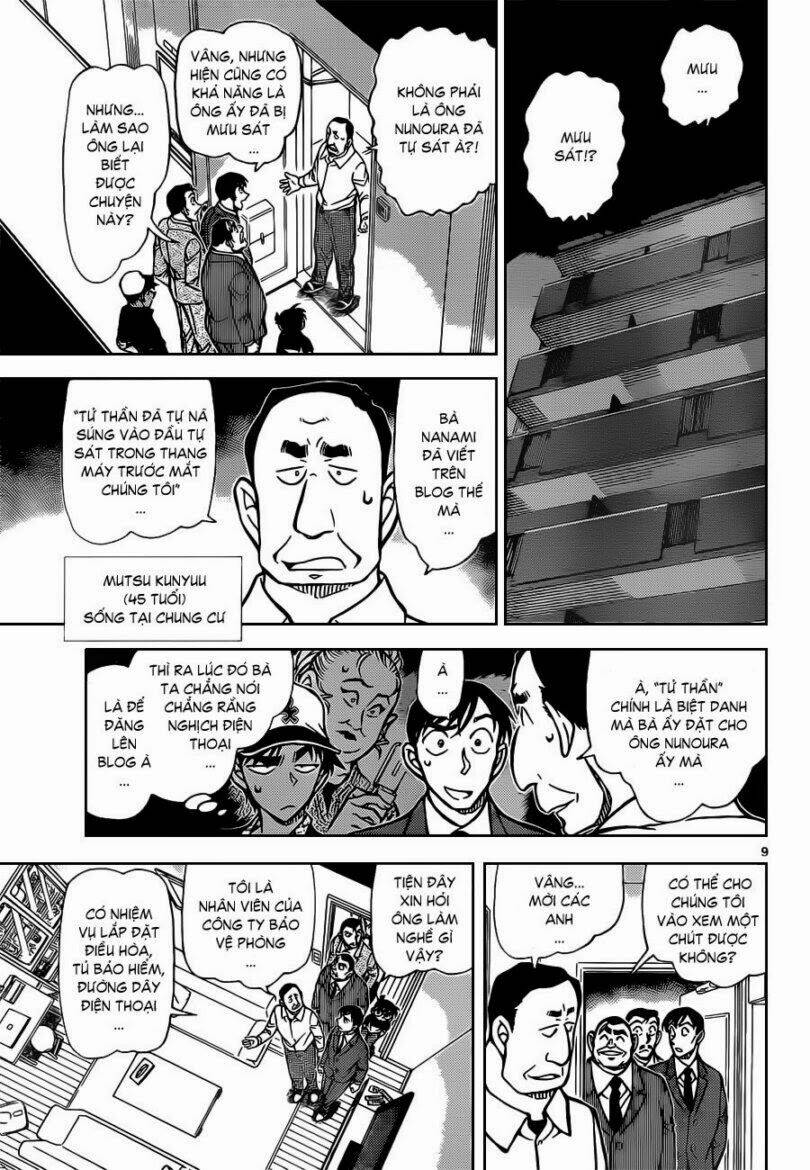 MƯU
...
MƯU
SÁT!?
KHÔNG PHẢI
LÀ ÔNG
NUNOURA ĐÃ
TỰ SÁT À?!
VÂNG, NHƯNG
HIỆN CŨNG CÓ
KHẢ NĂNG LÀ
ÔNG ẤY ĐÃ BỊ
MƯU SÁT
...
NHƯNG...
LÀM SAO
ÔNG LẠI
BIẾT
ĐƯỢC
CHUYỆN
NÀY?
BÀ
NANAMI
ĐÃ VIẾT
TRÊN
BLOG THẾ
MÀ
...
"TỬ THẦN ĐÃ TỰ NÃ
SÚNG VÀO ĐẦU TỰ
SÁT TRONG THANG
MÁY TRƯỚC MẮT
CHÚNG TÔI"
...
MUTSU KUNYUU
(45 TUỔI)
SỐNG TẠI CHUNG CƯ
À, "TỬ THẦN"
CHÍNH LÀ BIỆT DANH
MÀ BÀ ẤY ĐẶT CHO
ÔNG NUNOURA
ẤY MÀ
...
À
...
THÌ RA LÚC ĐÓ BÀ
TA CHẲNG NÓI
CHẲNG RẰNG
NGHỊCH ĐIỆN
THOẠI
...
LÀ ĐỂ
ĐĂNG
LÊN
BLOG À
...
9
CÓ THỂ CHO
CHÚNG TÔI
VÀO XEM MỘT
CHÚT ĐƯỢC
KHÔNG?
VÂNG...
MỜI CÁC
ANH
...
TIỆN ĐÂY
XIN HỎI
ÔNG LÀM
NGHỀ GÌ
VẬY?
TÔI LÀ
NHÂN VIÊN CỦA
CÔNG TY BẢO
VỆ PHÒNG
...
CÓ NHIỆM
VỤ LẮP ĐẶT
ĐIỀU HÒA,
TỦ BẢO HIỂM,
ĐƯỜNG DÂY
ĐIỆN THOẠI
...